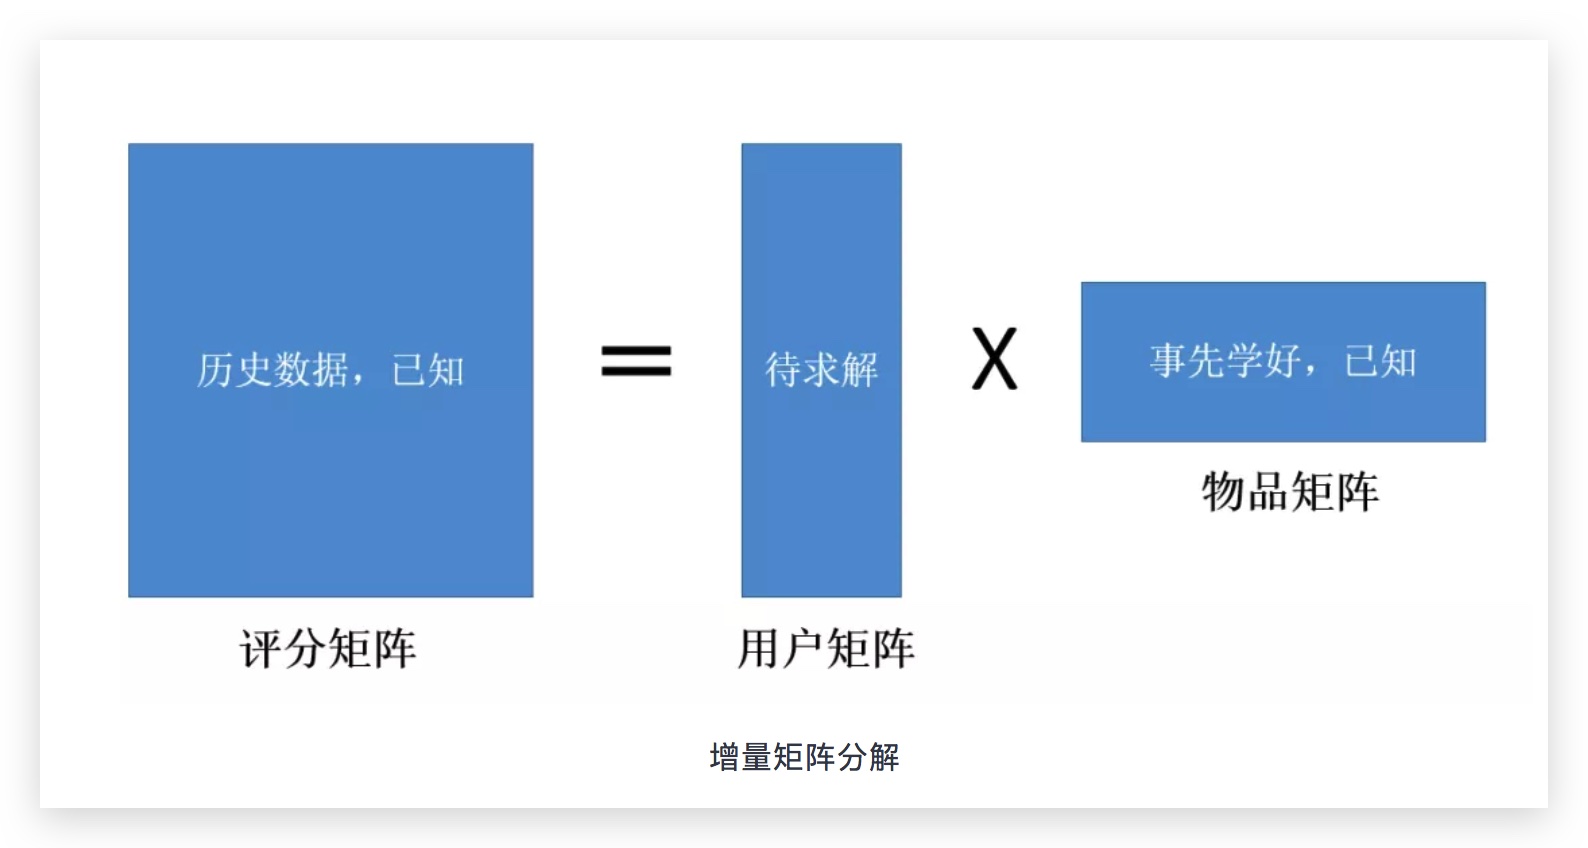 历史数据，已知
=
待求解
X
事先学好，已知
物品矩阵
评分矩阵
用户矩阵
增量矩阵分解